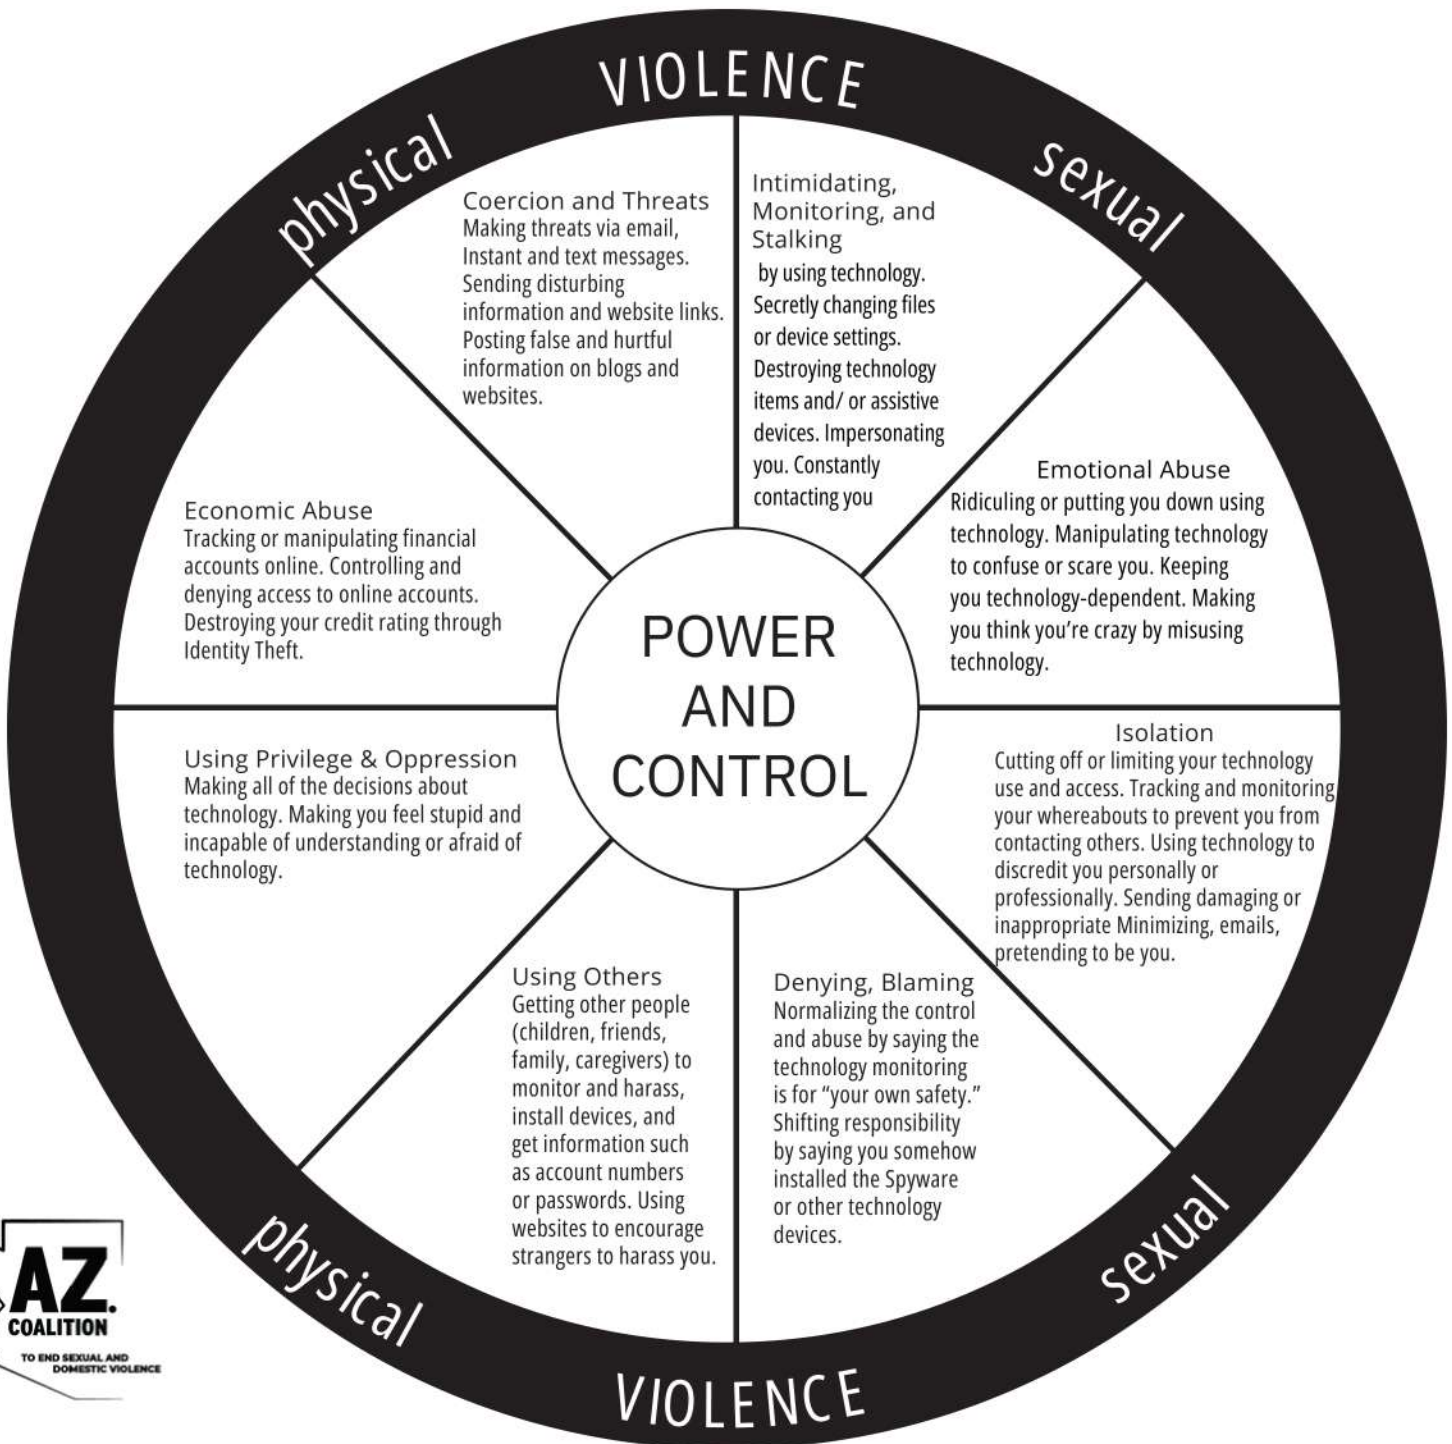 VIOLENCE
physical
sexual
Coercion and Threats
Making threats via email,
Instant and text messages.
Sending disturbing
information and website links.
Posting false and hurtful
information on blogs and
websites.
Intimidating,
Monitoring, and
Stalking
by using technology.
Secretly changing files
or device settings.
Destroying technology
items and/ or assistive
devices. Impersonating
you. Constantly
contacting you
Emotional Abuse
Ridiculing or putting you down using
technology. Manipulating technology
to confuse or scare you. Keeping
you technology-dependent. Making
you think you're crazy by misusing
technology.
Economic Abuse
Tracking or manipulating financial
accounts online. Controlling and
denying access to online accounts.
Destroying your credit rating through
Identity Theft.
POWER
AND
CONTROL
Using Privilege & Oppression
Making all of the decisions about
technology. Making you feel stupid and
incapable of understanding or afraid of
technology.
Isolation
Cutting off or limiting your technology
use and access. Tracking and monitoring
your whereabouts to prevent you from
contacting others. Using technology to
discredit you personally or
professionally. Sending damaging or
inappropriate Minimizing, emails,
pretending to be you.
Using Others
Getting other people
(children, friends,
family, caregivers) to
monitor and harass,
install devices, and
get information such
as account numbers
or passwords. Using
websites to encourage
strangers to harass you.
Denying, Blaming
Normalizing the control
and abuse by saying the
technology monitoring
is for “your own safety.”
Shifting responsibility
by saying you somehow
installed the Spyware
or other technology
devices.
physical
sexual
VIOLENCE
AZ.
COALITION
TO END SEXUAL AND
DOMESTIC VIOLENCE